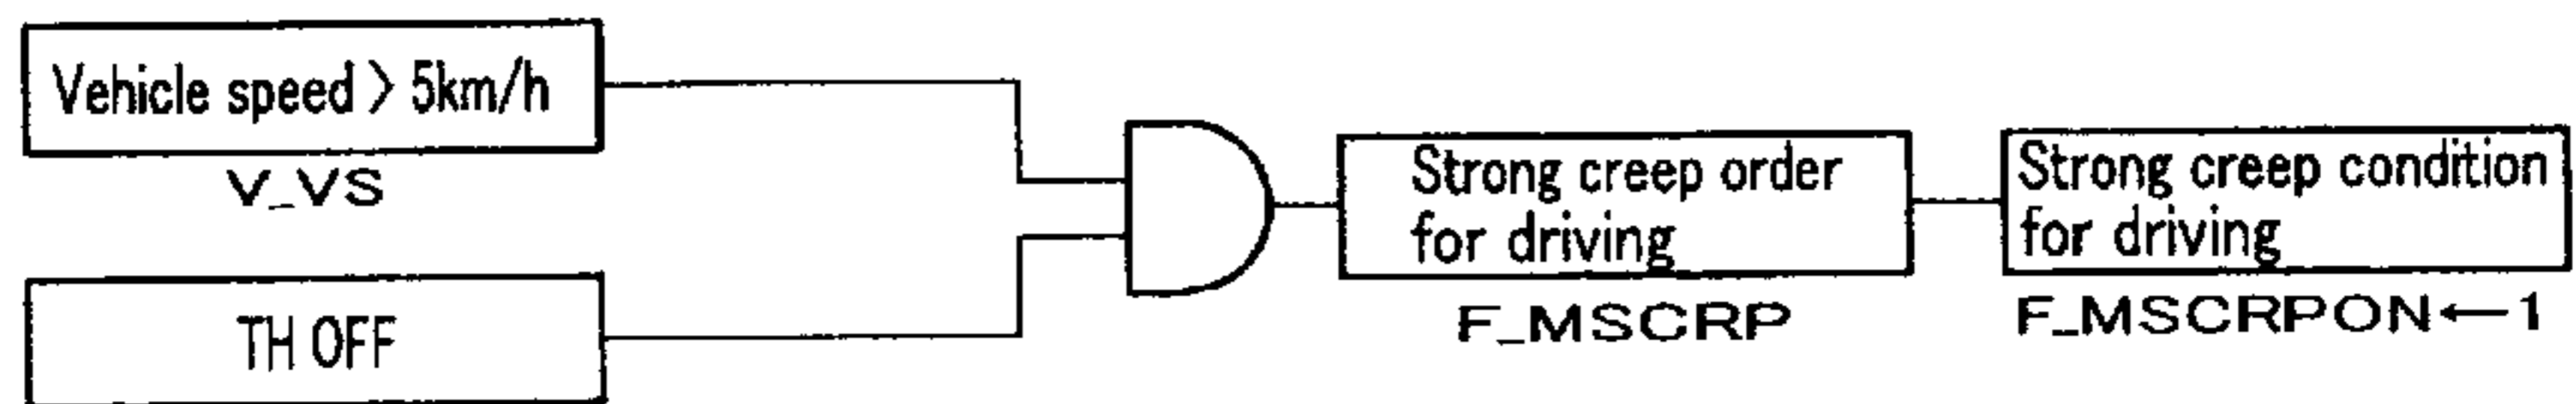 Vehicle speed > 5km/h
V_VS
TH OFF
Strong creep order
for driving
F_MSCRP
Strong creep condition
for driving
F_MSCRPON←1